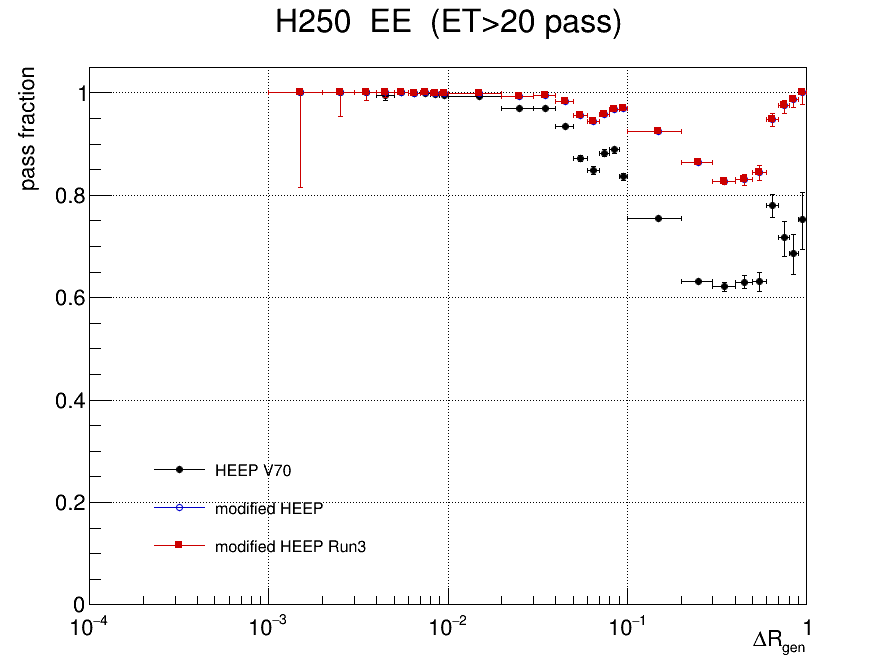 H250 EE (ET>20 pass)
pass fraction
1
0.8
0.6
0.4
0.2
0
HEEP V70
modified HEEP
modified HEEP Run3
10⁻⁴
10⁻³
10⁻²
10⁻¹
1
ΔR_gen